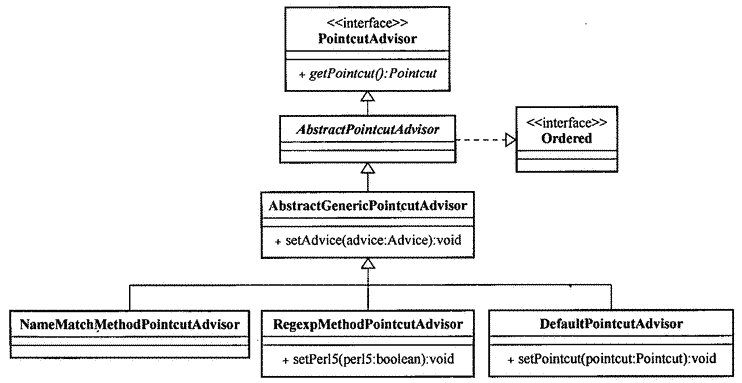 <<interface>>
PointcutAdvisor
+ getPointcut():Pointcut
AbstractPointcutAdvisor
<<interface>>
Ordered
AbstractGenericPointcutAdvisor
+ setAdvice(advice:Advice):void
NameMatchMethodPointcutAdvisor
RegexpMethodPointcutAdvisor
+ setPerl5(perl5:boolean):void
DefaultPointcutAdvisor
+ setPointcut(pointcut:Pointcut):void